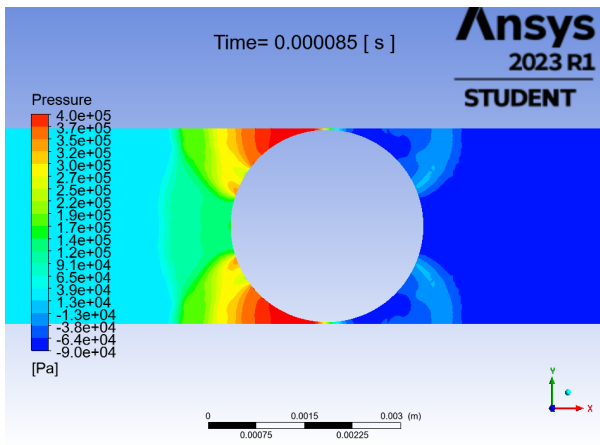 Time= 0.000085 [ s ]
Ansys
2023 R1
STUDENT
Pressure
4.0e+05
3.7e+05
3.5e+05
3.2e+05
3.0e+05
2.7e+05
2.5e+05
2.2e+05
1.9e+05
1.7e+05
1.4e+05
1.2e+05
9.1e+04
6.5e+04
3.9e+04
1.3e+04
-1.3e+04
-3.8e+04
-6.4e+04
-9.0e+04
[Pa]
0 0.0015 0.003 (m)
0.00075 0.00225
Y
X